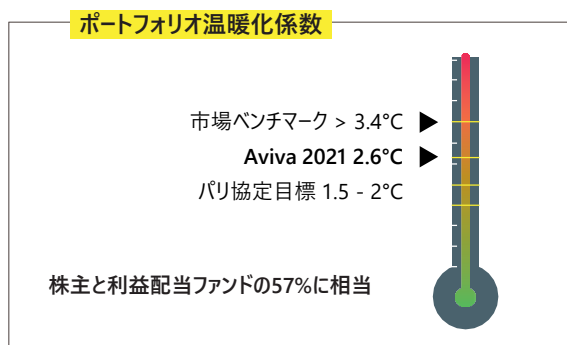 ポートフォリオ温暖化係数
市場ベンチマーク > 3.4°C
Aviva 2021 2.6°C
パリ協定目標 1.5 - 2°C
株主と利益配当ファンドの57%に相当